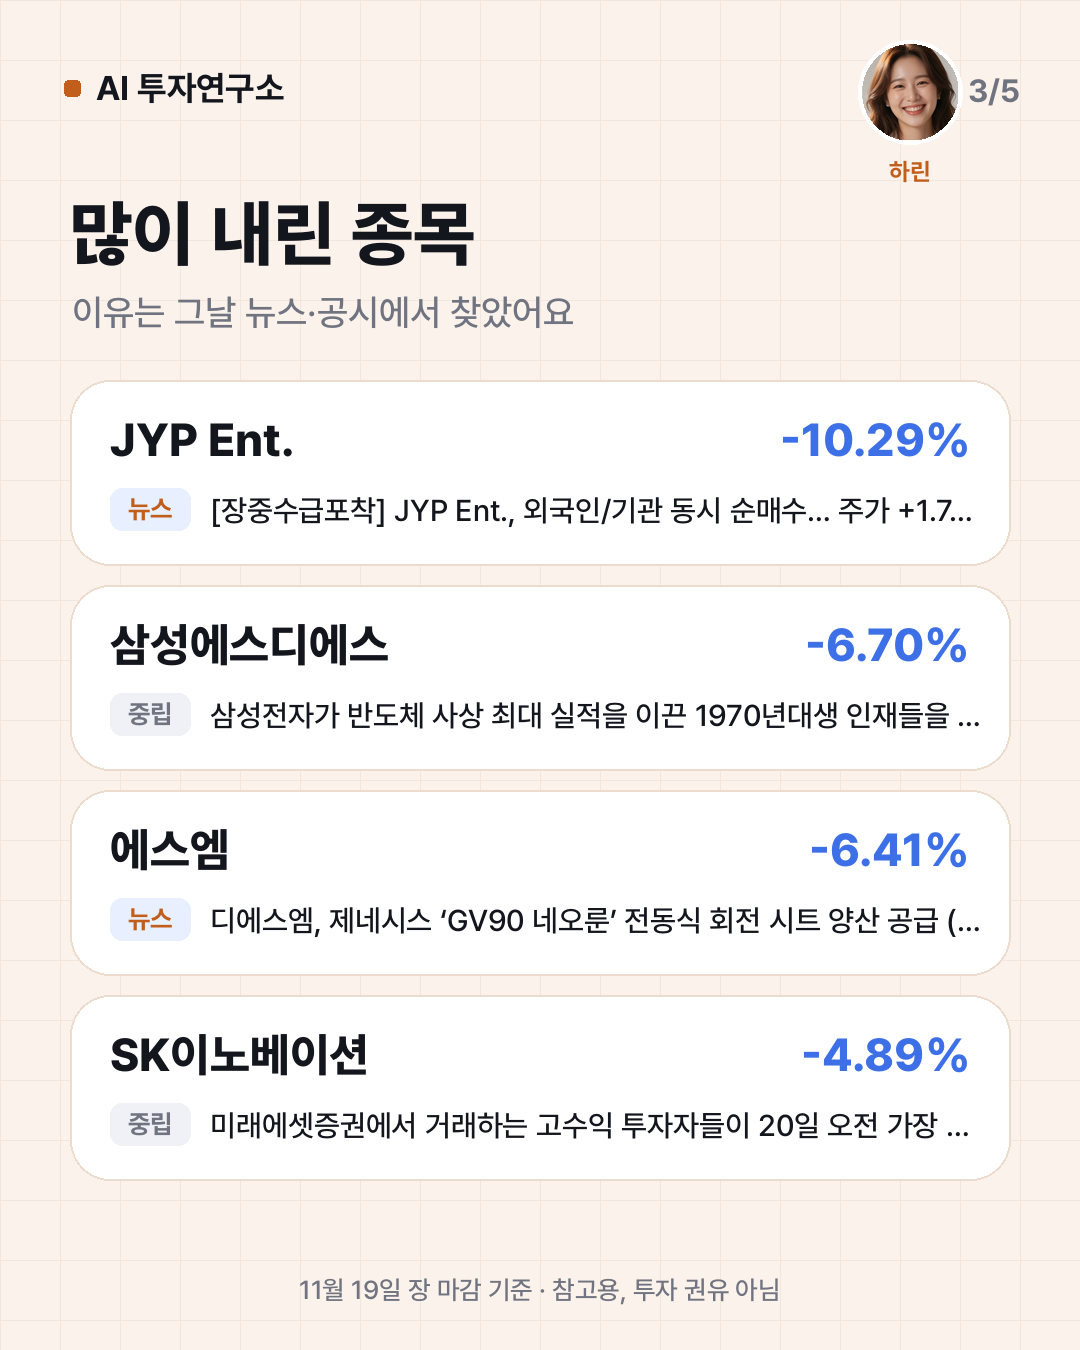 AI 투자연구소
3/5
하린
많이 내린 종목
이유는 그날 뉴스·공시에서 찾았어요
JYP Ent.
-10.29%
뉴스
[장중수급포착] JYP Ent., 외국인/기관 동시 순매수... 주가 +1.7...
삼성에스디에스
-6.70%
중립
삼성전자가 반도체 사상 최대 실적을 이끈 1970년대생 인재들을 ...
에스엠
-6.41%
뉴스
디에스엠, 제네시스 ‘GV90 네오룬’ 전동식 회전 시트 양산 공급 (...
SK이노베이션
-4.89%
중립
미래에셋증권에서 거래하는 고수익 투자자들이 20일 오전 가장 ...
11월 19일 장 마감 기준 · 참고용, 투자 권유 아님